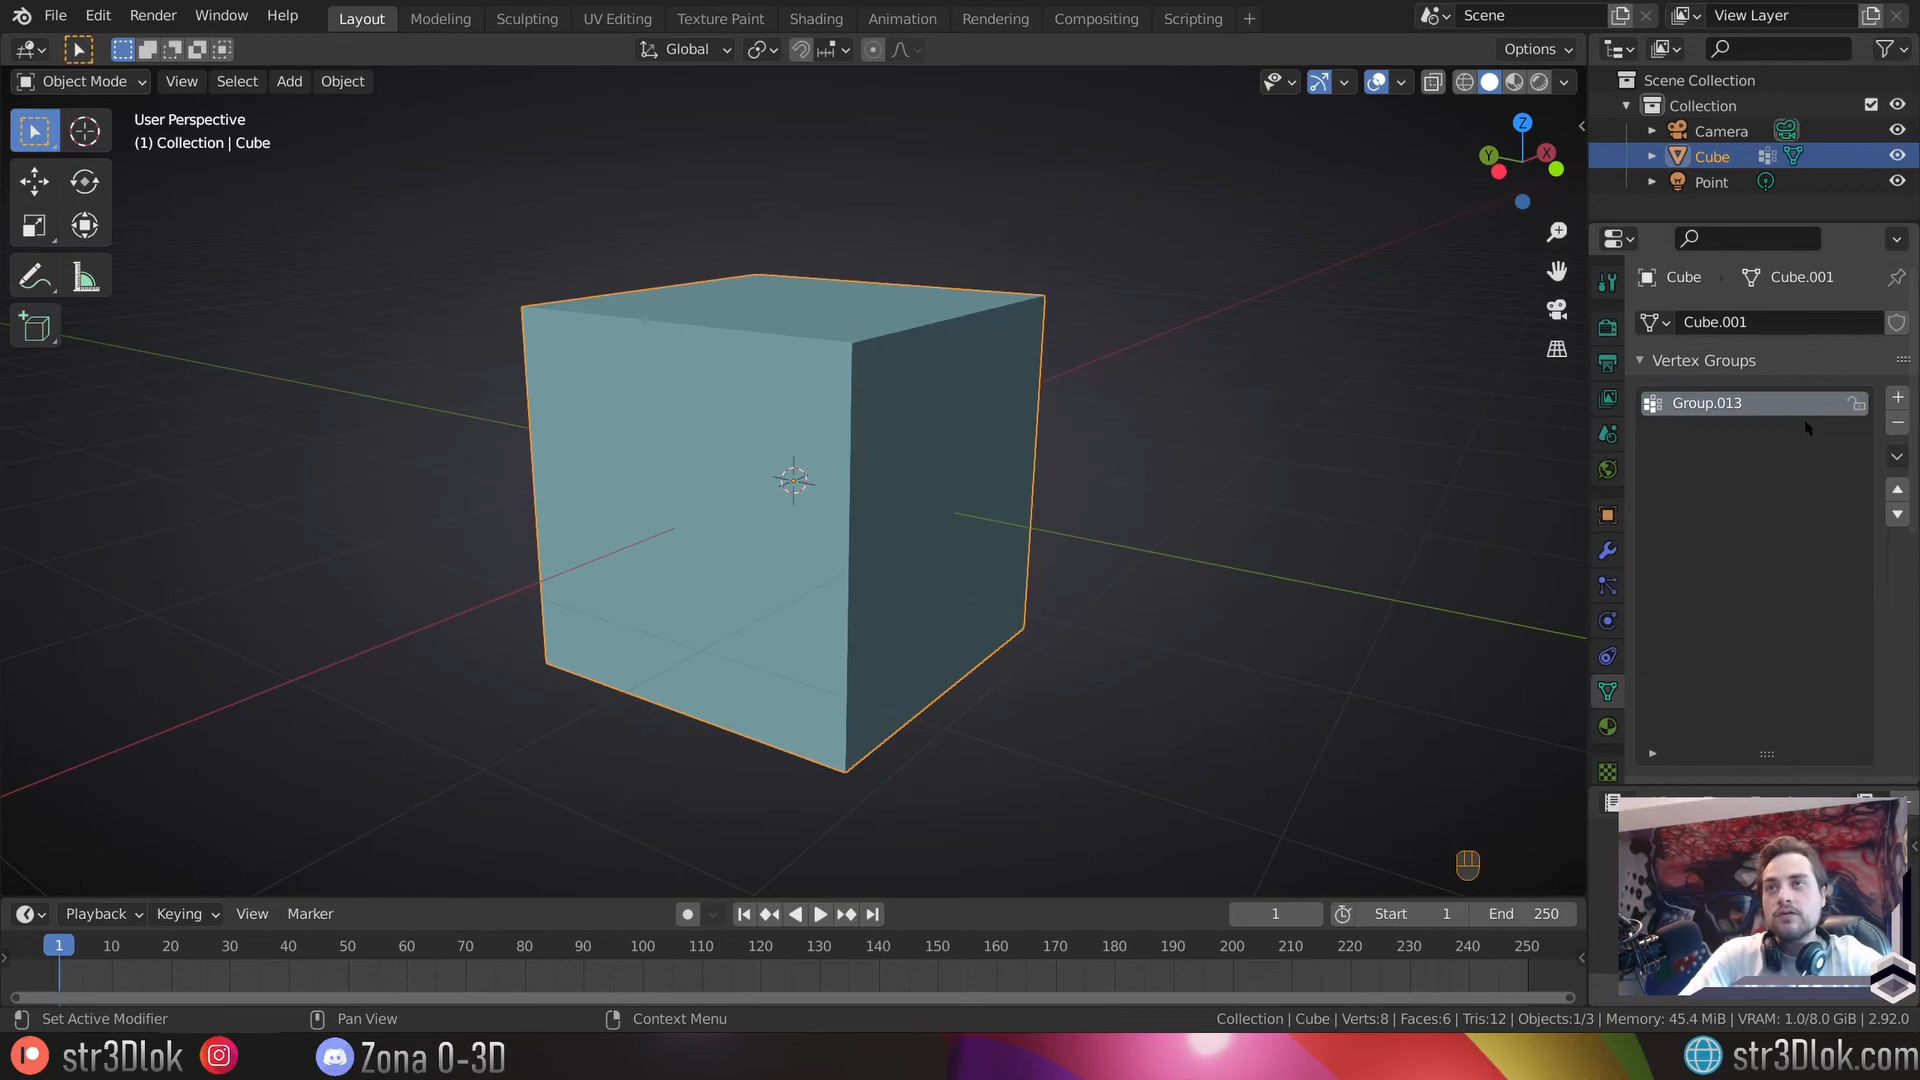 File Edit Render Window Help Layout Modeling Sculpting UV Editing Texture Paint Shading Animation Rendering Compositing Scripting + Scene View Layer
Global Options
Object Mode View Select Add Object
Scene Collection
Collection
Camera
Cube
Point
User Perspective
(1) Collection | Cube
Z
Y X
Cube Cube.001
Cube.001
Vertex Groups
Group.013
Playback Keying View Marker 1 Start 1 End 250
1 10 20 30 40 50 60 70 80 90 100 110 120 130 140 150 160 170 180 190 200 210 220 230 240 250
Set Active Modifier Pan View Context Menu Collection | Cube | Verts:8 | Faces:6 | Tris:12 | Objects:1/3 | Memory: 45.4 MiB | VRAM: 1.0/8.0 GiB | 2.92.0
str3Dlok Zona 0-3D str3Dlok.com